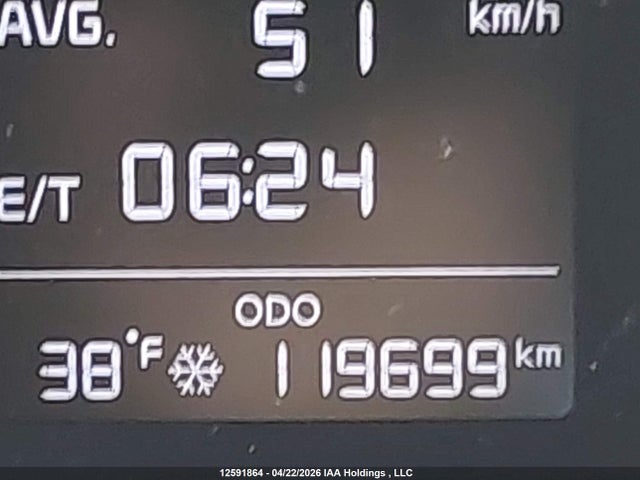 AVG. 51 km/h
E/T 06:24
ODO
38°F 119699 km
12591864 - 04/22/2026 IAA Holdings , LLC